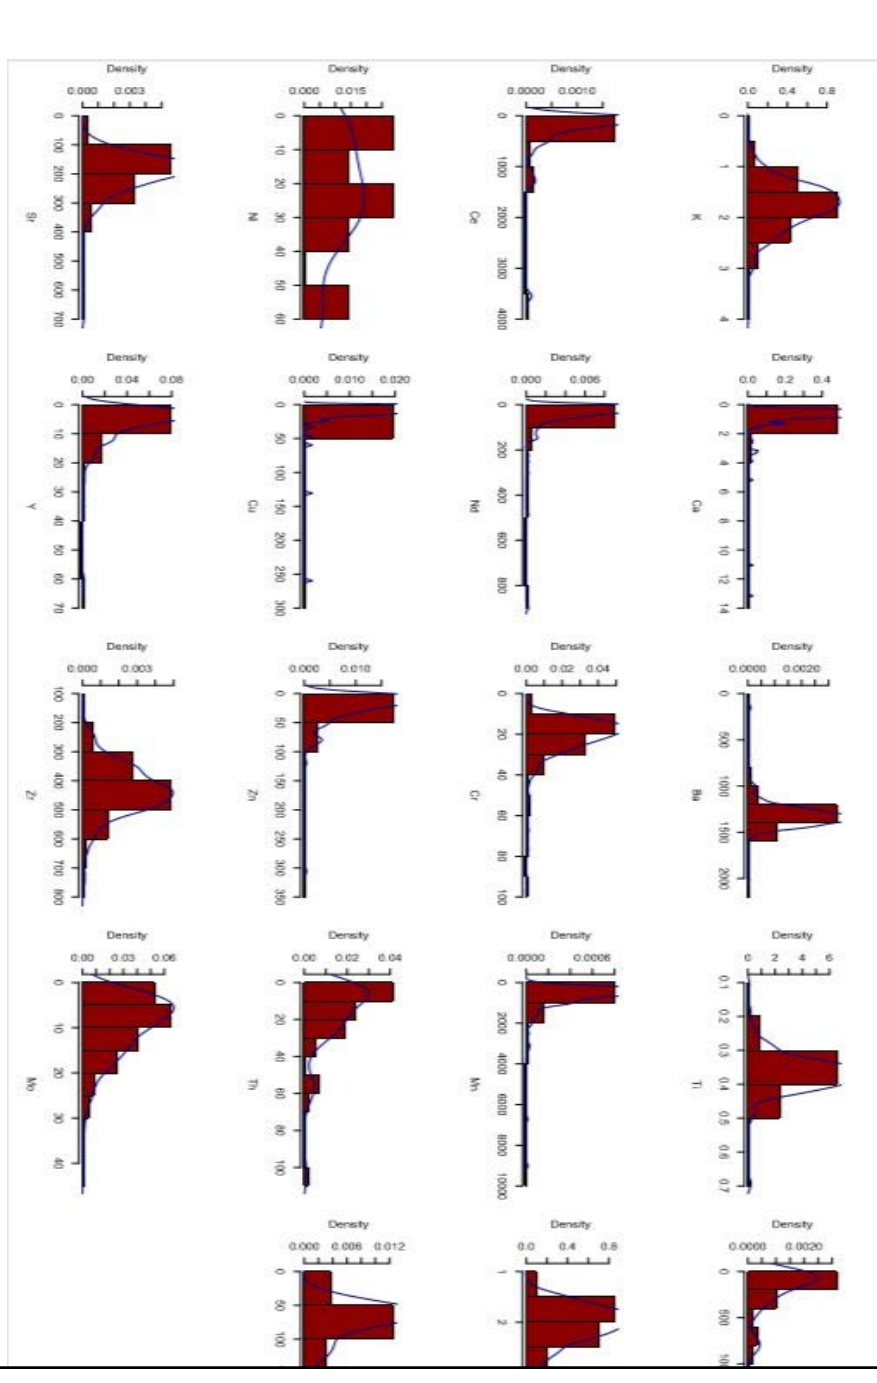 Density
0.000 0.003
0 100 200 300 400 500 600 700
Sr
Density
0.000 0.015
0 10 20 30 40 50 60
Ni
Density
0.0000 0.0010
0 1000 2000 3000 4000
Ce
Density
0.0 0.4 0.8
0 1 2 3 4
K
Density
0.00 0.04 0.08
0 10 20 30 40 50 60 70
Y
Density
0.000 0.010 0.020
0 50 100 150 200 250 300
Cu
Density
0.000 0.006
0 200 400 600 800
Nd
Density
0.0 0.2 0.4
0 2 4 6 8 10 12 14
Ca
Density
0.000 0.003
100 200 300 400 500 600 700 800
Zr
Density
0.000 0.010
0 50 100 150 200 250 300 350
Zn
Density
0.00 0.02 0.04
0 20 40 60 80 100
Cr
Density
0.0000 0.0020
0 500 1000 1500 2000
Ba
Density
0.00 0.03 0.06
0 10 20 30 40
Mo
Density
0.00 0.02 0.04
0 20 40 60 80 100
Th
Density
0.0000 0.0006
0 2000 4000 6000 8000 10000
Mn
Density
0 2 4 6
0.1 0.2 0.3 0.4 0.5 0.6 0.7
Ti
Density
0.000 0.006 0.012
0 50 100
Density
0.0 0.4 0.8
1 2
Density
0.0000 0.0020
0 500